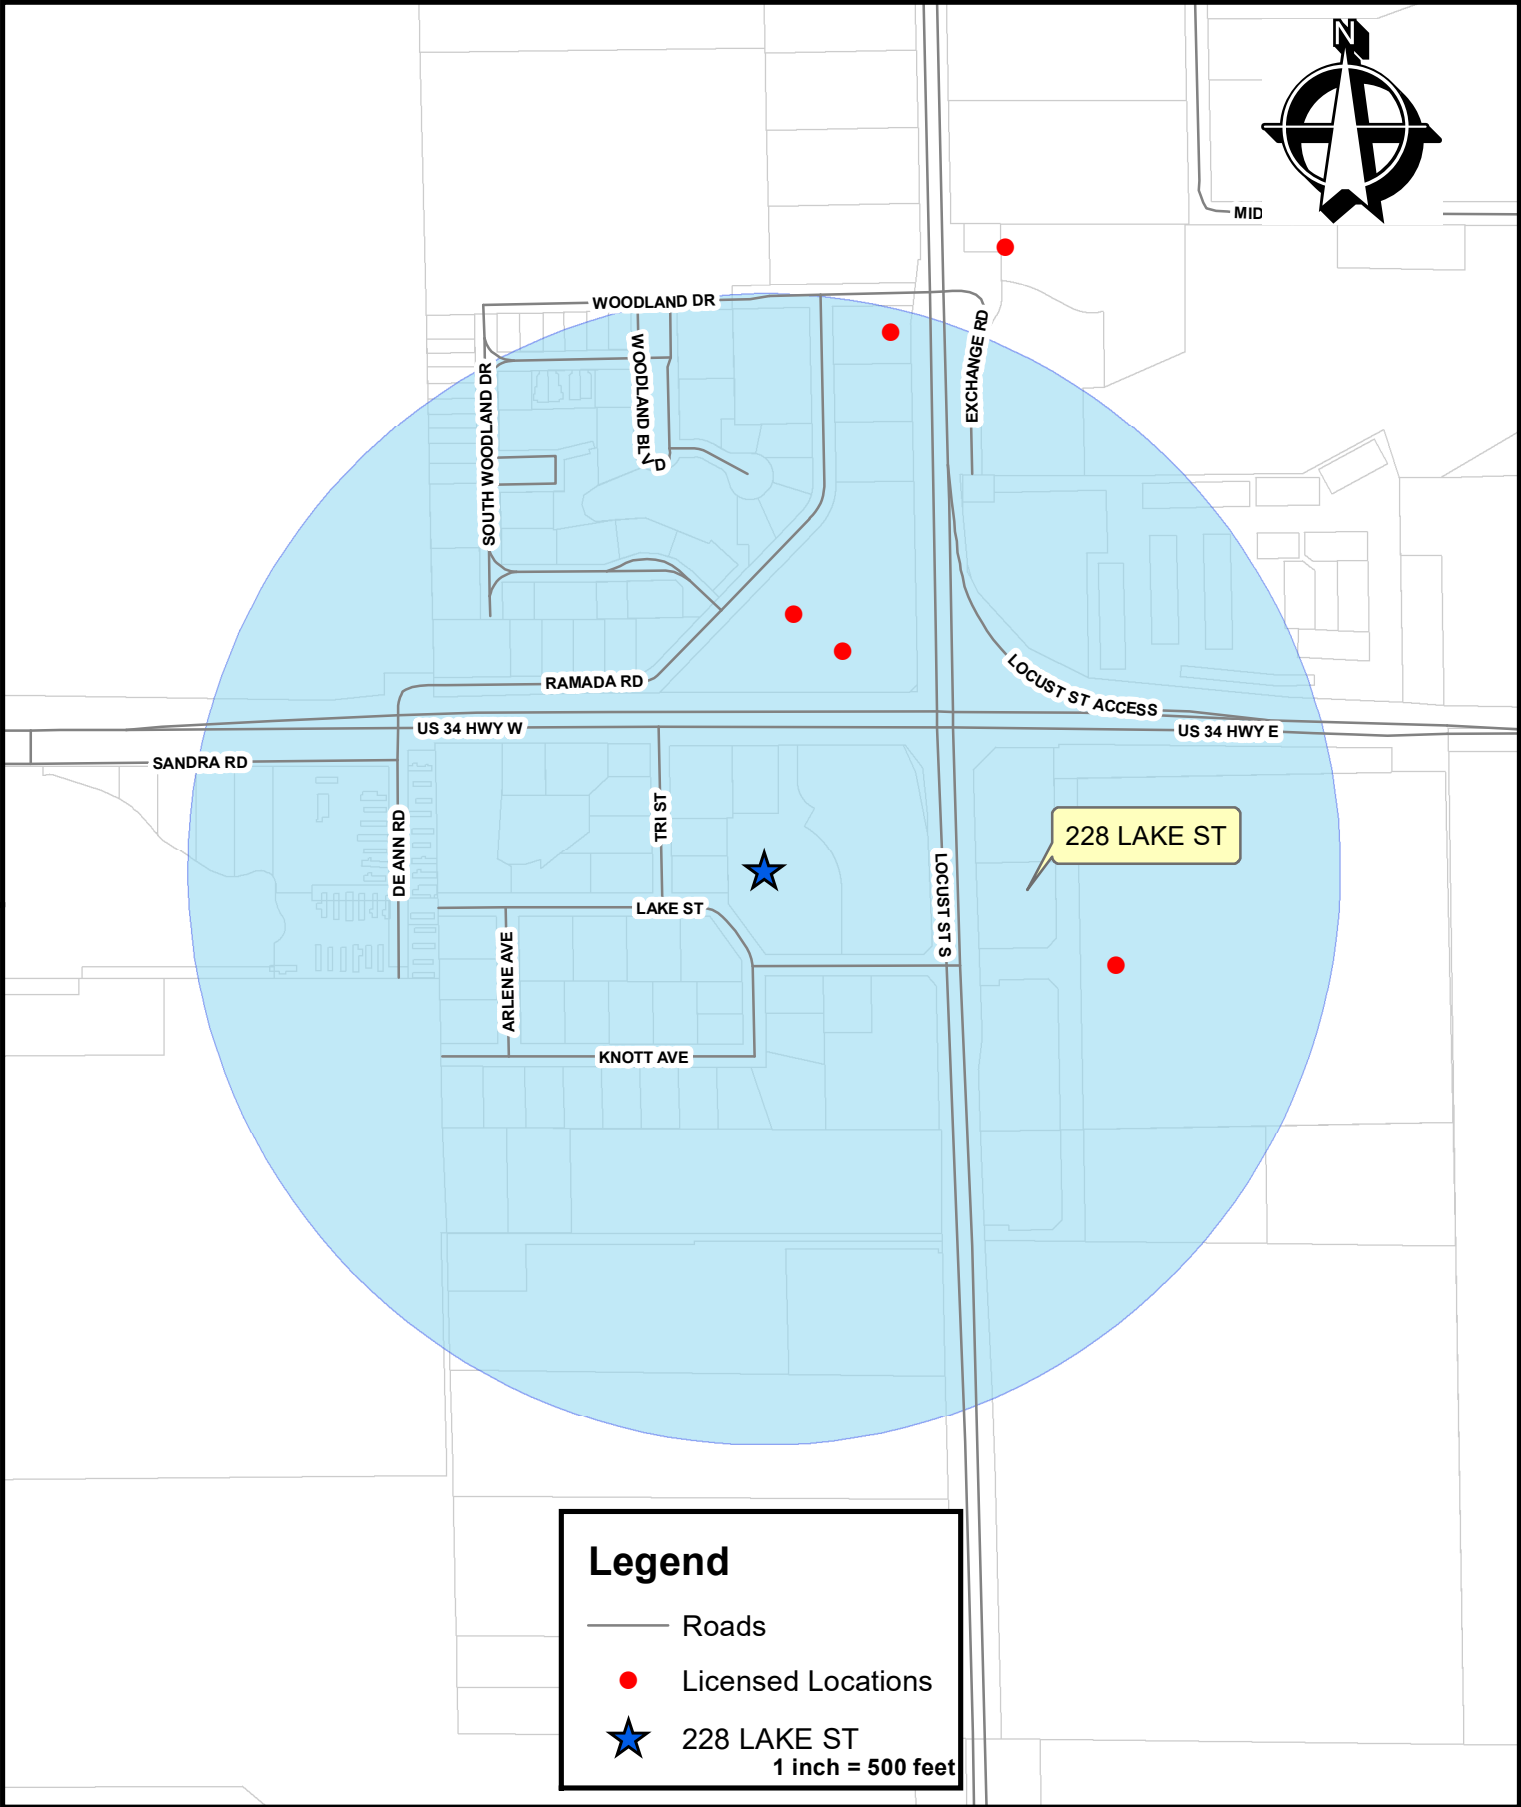 N
MID
WOODLAND DR
WOODLAND BLVD
SOUTH WOODLAND DR
EXCHANGE RD
RAMADA RD
LOCUST ST ACCESS
US 34 HWY W
US 34 HWY E
SANDRA RD
TRI ST
DE ANN RD
228 LAKE ST
LOCUST ST S
LAKE ST
ARLENE AVE
KNOTT AVE
Legend
Roads
Licensed Locations
228 LAKE ST
1 inch = 500 feet